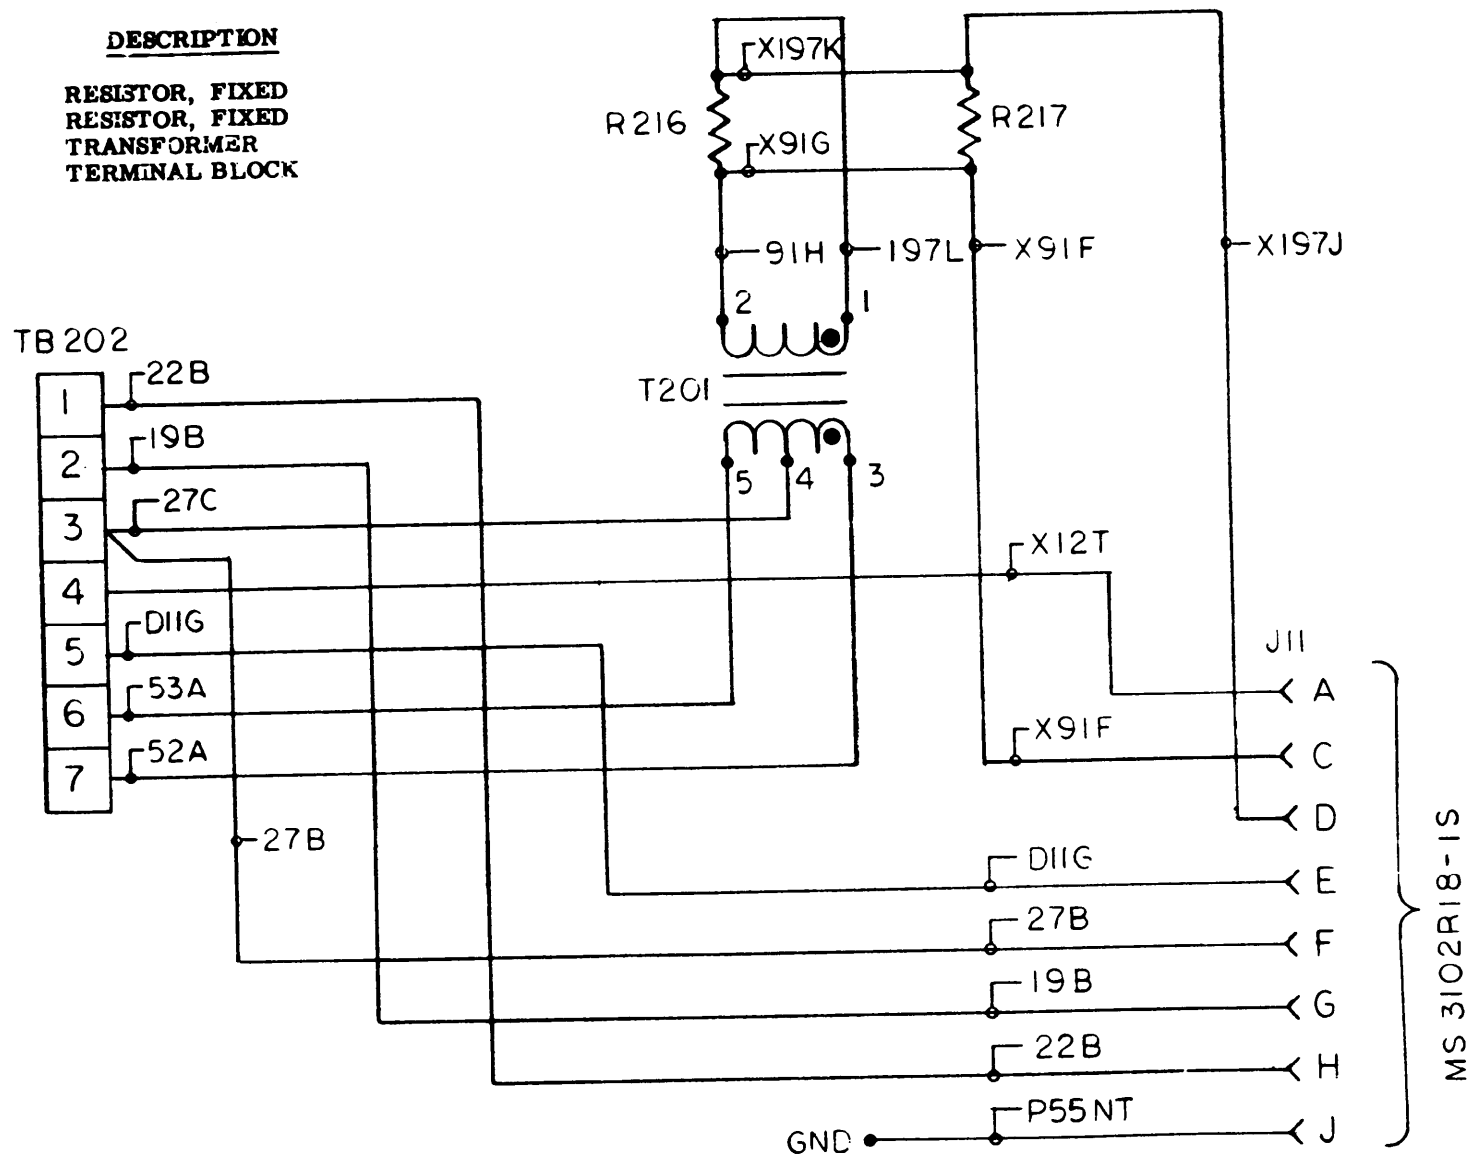 DESCRIPTION
RESISTOR, FIXED
RESISTOR, FIXED
TRANSFORMER
TERMINAL BLOCK
X197K
R216
R217
X91G
91H
197L
X91F
X197J
2
1
T201
5
4
3
TB202
1
22B
2
19B
3
27C
4
X12T
5
D11G
6
53A
7
52A
27B
J11
A
X91F
C
D
D11G
E
27B
F
19B
G
22B
H
GND
P55NT
J
MS 3102R18-1S